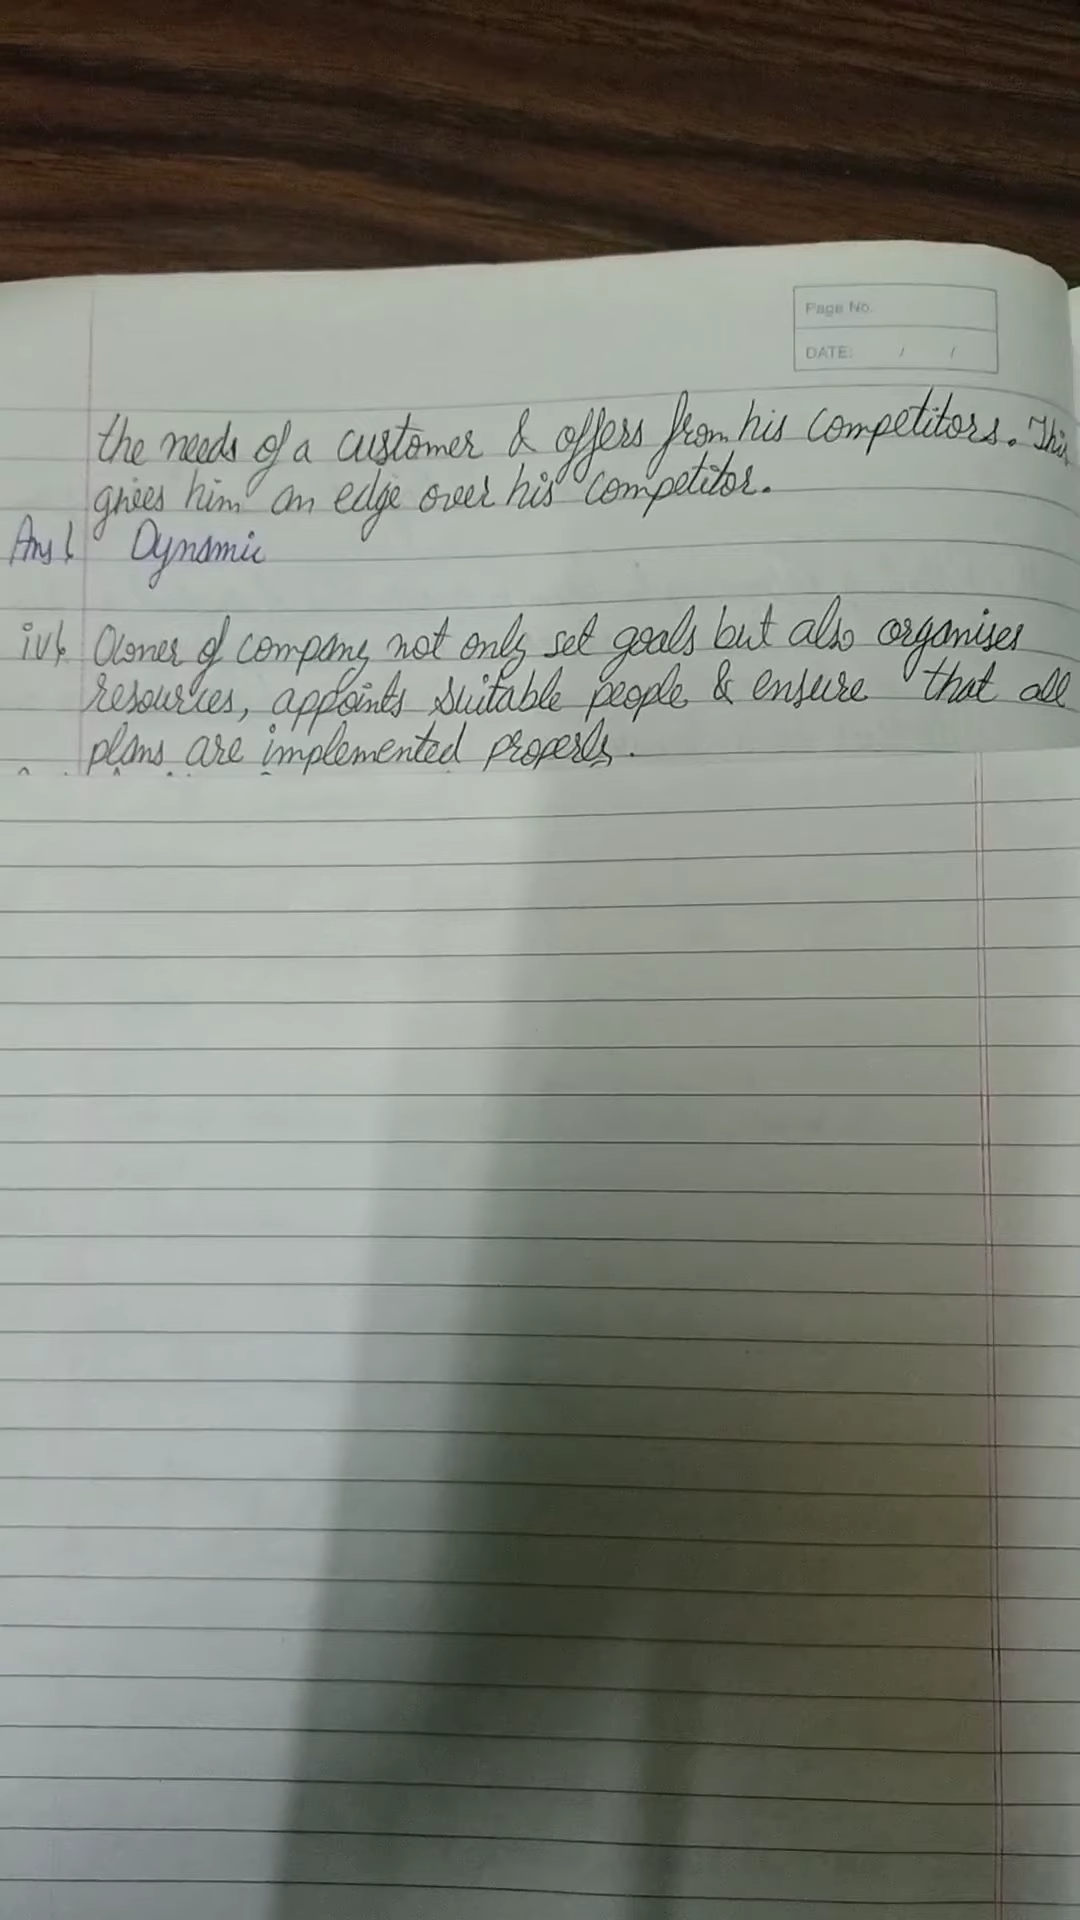 Page No.
DATE: / /
the needs of a customer & offers from his competitors. This
gives him an edge over his competitor.
Ans) Dynamic
iv) Owner of company not only set goals but also organises
resources, appoints suitable people & ensure that all
plans are implemented properly.